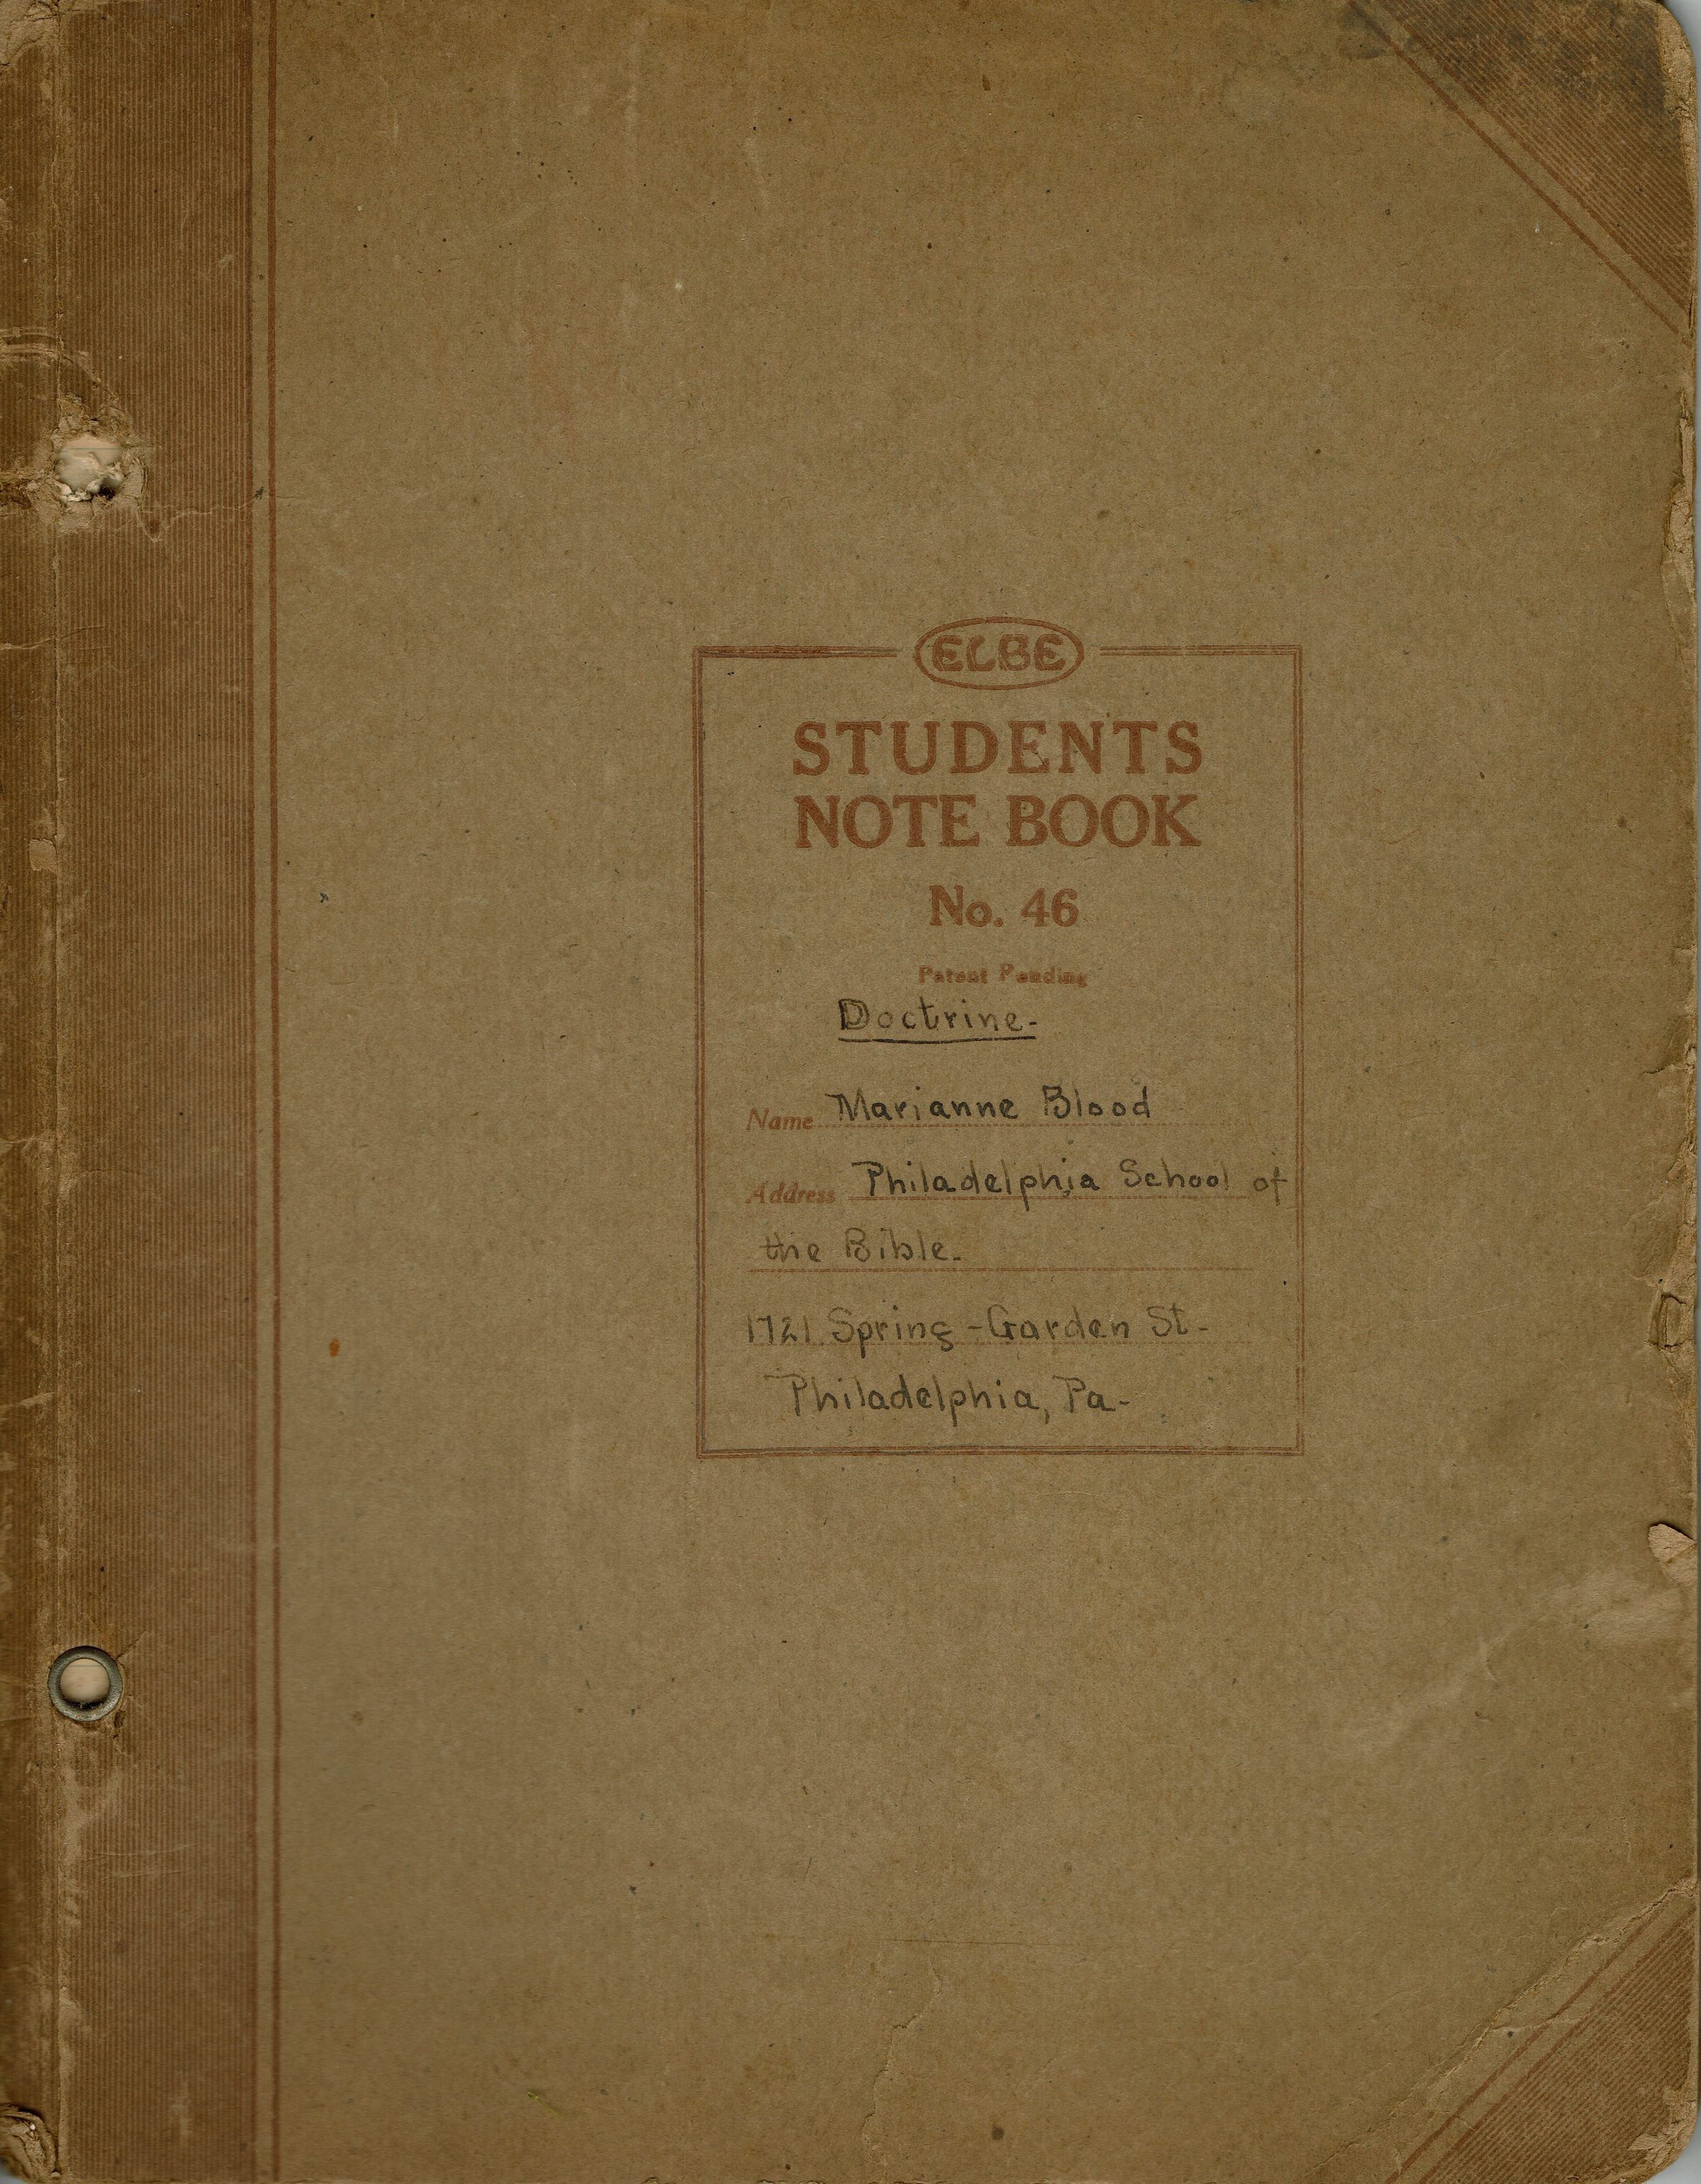 ELBE
STUDENTS
NOTE BOOK
No. 46
Patent Pending
Doctrine-
Name Marianne Blood
Address Philadelphia School of
the Bible.
1721 Spring-Garden St-
Philadelphia, Pa-